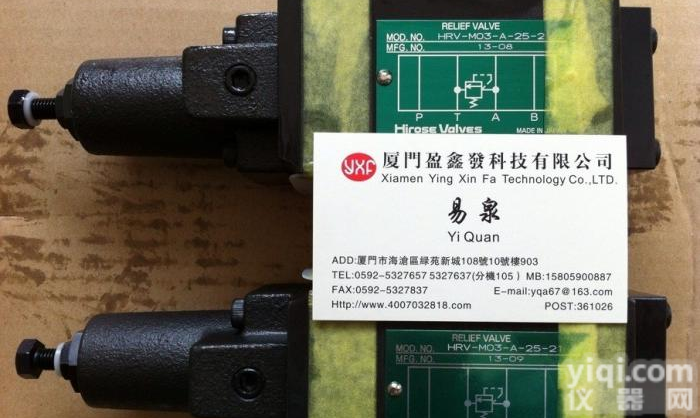 RELIEF VALVE
MOD. NO. HRV-M03-A-25-2
MFG. NO. 13-08
P T A B
Hirose Valves MADE IN JAPAN
yxf 厦門盈鑫發科技有限公司
Xiamen Ying Xin Fa Technology Co.,LTD.
易泉
Yi Quan
ADD:厦門市海滄區緑苑新城108號10號樓903
TEL:0592-5327657 5327637(分機105) MB:15805900887
FAX:0592-5327837 E-mail:yqa67@163.com
Http://www.4007032818.com POST:361026
RELIEF VALVE
MOD. NO. HRV-M03-A-25-21
MFG. NO. 13-09
yiqi.com
仪器网